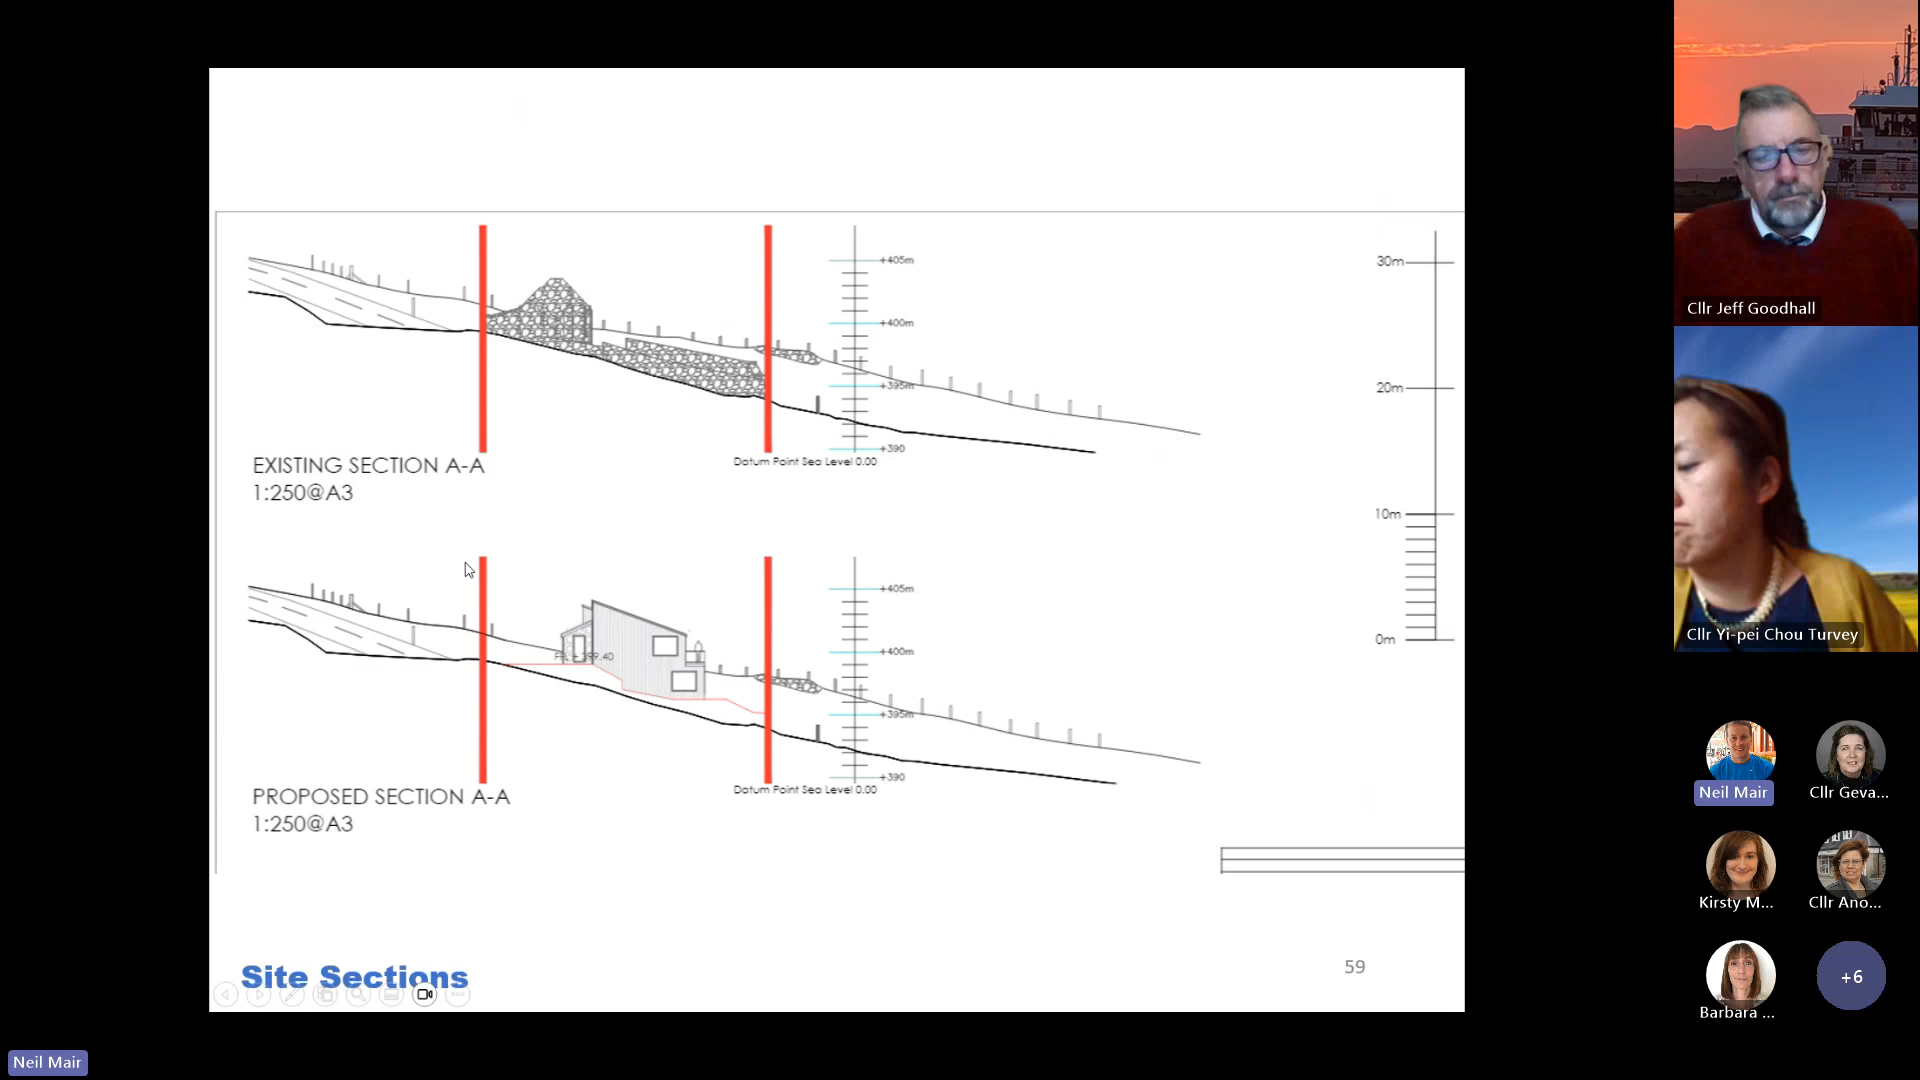 +405m
+400m
+395m
+390
Datum Point Sea Level 0.00
EXISTING SECTION A-A
1:250@A3
30m
20m
10m
0m
+405m
+400m
+395m
+390
Datum Point Sea Level 0.00
PROPOSED SECTION A-A
1:250@A3
Site Sections
59
Cllr Jeff Goodhall
Cllr Yi-pei Chou Turvey
Neil Mair
Cllr Geva...
Kirsty M...
Cllr Ano...
Barbara ...
+6
Neil Mair